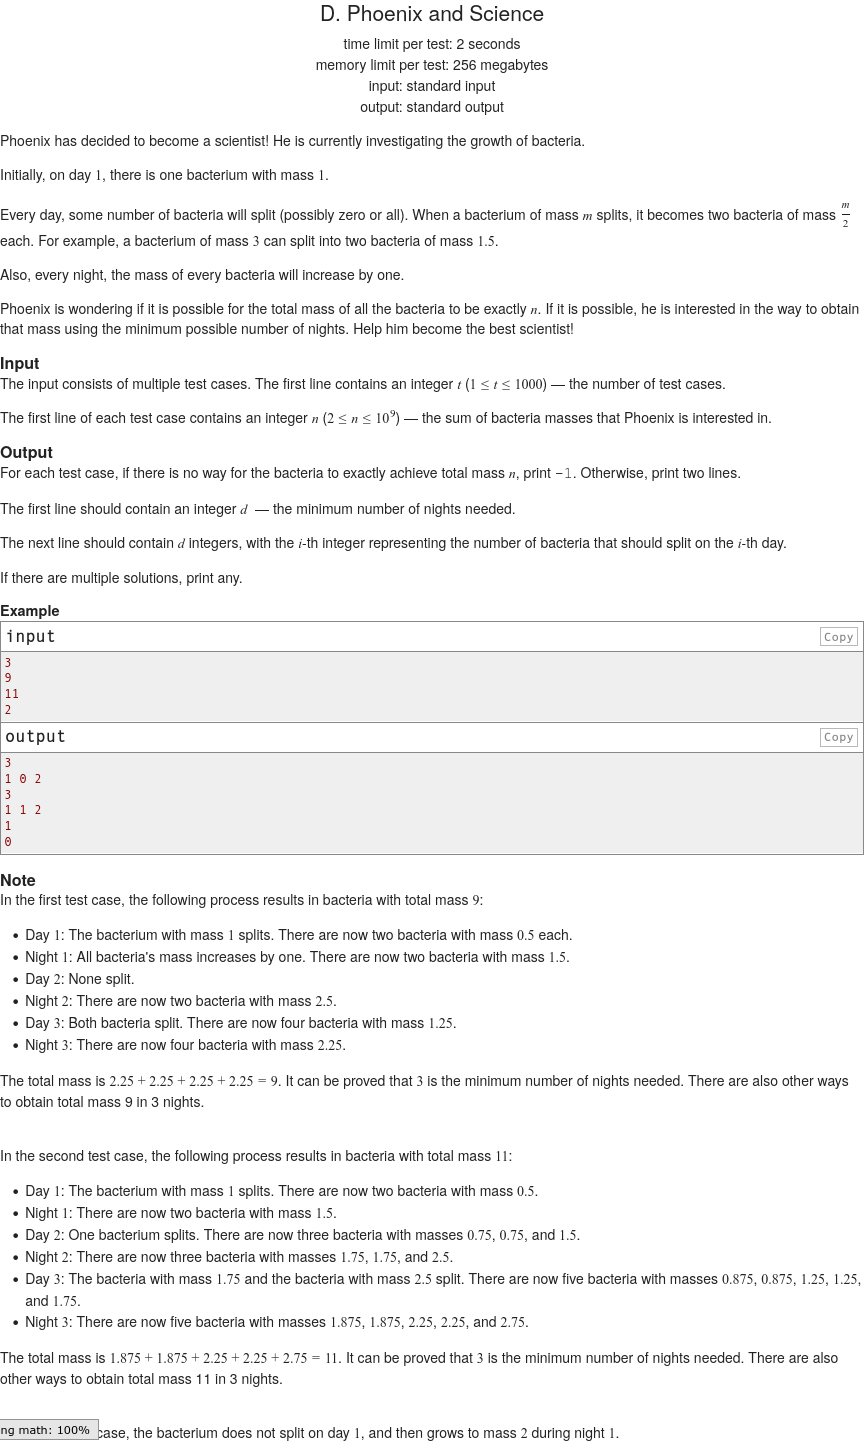 D. Phoenix and Science
time limit per test: 2 seconds
memory limit per test: 256 megabytes
input: standard input
output: standard output
Phoenix has decided to become a scientist! He is currently investigating the growth of bacteria.
Initially, on day 1, there is one bacterium with mass 1.
Every day, some number of bacteria will split (possibly zero or all). When a bacterium of mass m splits, it becomes two bacteria of mass m/2
each. For example, a bacterium of mass 3 can split into two bacteria of mass 1.5.
Also, every night, the mass of every bacteria will increase by one.
Phoenix is wondering if it is possible for the total mass of all the bacteria to be exactly n. If it is possible, he is interested in the way to obtain
that mass using the minimum possible number of nights. Help him become the best scientist!
Input
The input consists of multiple test cases. The first line contains an integer t (1 ≤ t ≤ 1000) — the number of test cases.
The first line of each test case contains an integer n (2 ≤ n ≤ 10⁹) — the sum of bacteria masses that Phoenix is interested in.
Output
For each test case, if there is no way for the bacteria to exactly achieve total mass n, print −1. Otherwise, print two lines.
The first line should contain an integer d — the minimum number of nights needed.
The next line should contain d integers, with the i-th integer representing the number of bacteria that should split on the i-th day.
If there are multiple solutions, print any.
Example
input
Copy
3
9
11
2
output
Copy
3
1 0 2
3
1 1 2
1
0
Note
In the first test case, the following process results in bacteria with total mass 9:
• Day 1: The bacterium with mass 1 splits. There are now two bacteria with mass 0.5 each.
• Night 1: All bacteria's mass increases by one. There are now two bacteria with mass 1.5.
• Day 2: None split.
• Night 2: There are now two bacteria with mass 2.5.
• Day 3: Both bacteria split. There are now four bacteria with mass 1.25.
• Night 3: There are now four bacteria with mass 2.25.
The total mass is 2.25 + 2.25 + 2.25 + 2.25 = 9. It can be proved that 3 is the minimum number of nights needed. There are also other ways
to obtain total mass 9 in 3 nights.
In the second test case, the following process results in bacteria with total mass 11:
• Day 1: The bacterium with mass 1 splits. There are now two bacteria with mass 0.5.
• Night 1: There are now two bacteria with mass 1.5.
• Day 2: One bacterium splits. There are now three bacteria with masses 0.75, 0.75, and 1.5.
• Night 2: There are now three bacteria with masses 1.75, 1.75, and 2.5.
• Day 3: The bacteria with mass 1.75 and the bacteria with mass 2.5 split. There are now five bacteria with masses 0.875, 0.875, 1.25, 1.25,
and 1.75.
• Night 3: There are now five bacteria with masses 1.875, 1.875, 2.25, 2.25, and 2.75.
The total mass is 1.875 + 1.875 + 2.25 + 2.25 + 2.75 = 11. It can be proved that 3 is the minimum number of nights needed. There are also
other ways to obtain total mass 11 in 3 nights.
ng math: 100% case, the bacterium does not split on day 1, and then grows to mass 2 during night 1.